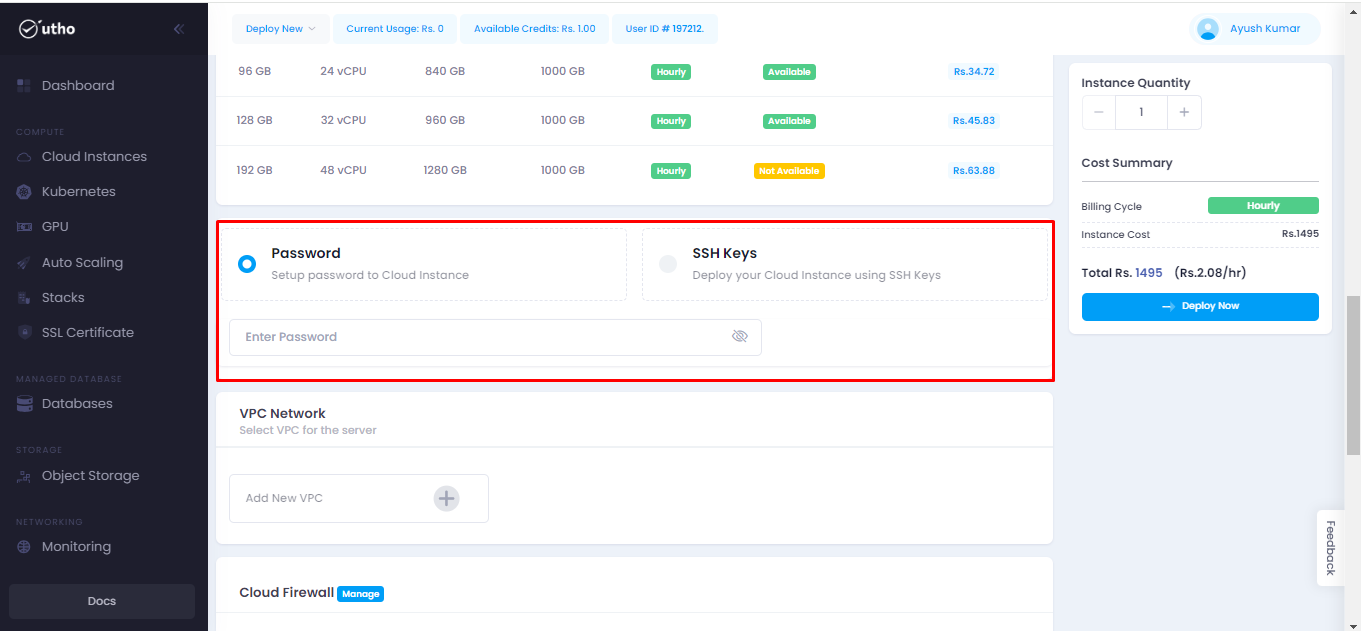 utho
Dashboard
COMPUTE
Cloud Instances
Kubernetes
GPU
Auto Scaling
Stacks
SSL Certificate
MANAGED DATABASE
Databases
STORAGE
Object Storage
NETWORKING
Monitoring
Docs
Deploy New Current Usage: Rs. 0 Available Credits: Rs. 1.00 User ID # 197212. Ayush Kumar
96 GB 24 vCPU 840 GB 1000 GB Hourly Available Rs.34.72
128 GB 32 vCPU 960 GB 1000 GB Hourly Available Rs.45.83
192 GB 48 vCPU 1280 GB 1000 GB Hourly Not Available Rs.63.88
Password
Setup password to Cloud Instance
SSH Keys
Deploy your Cloud Instance using SSH Keys
Enter Password
VPC Network
Select VPC for the server
Add New VPC
Cloud Firewall Manage
Instance Quantity
1
Cost Summary
Billing Cycle Hourly
Instance Cost Rs.1495
Total Rs. 1495 (Rs.2.08/hr)
Deploy Now
Feedback